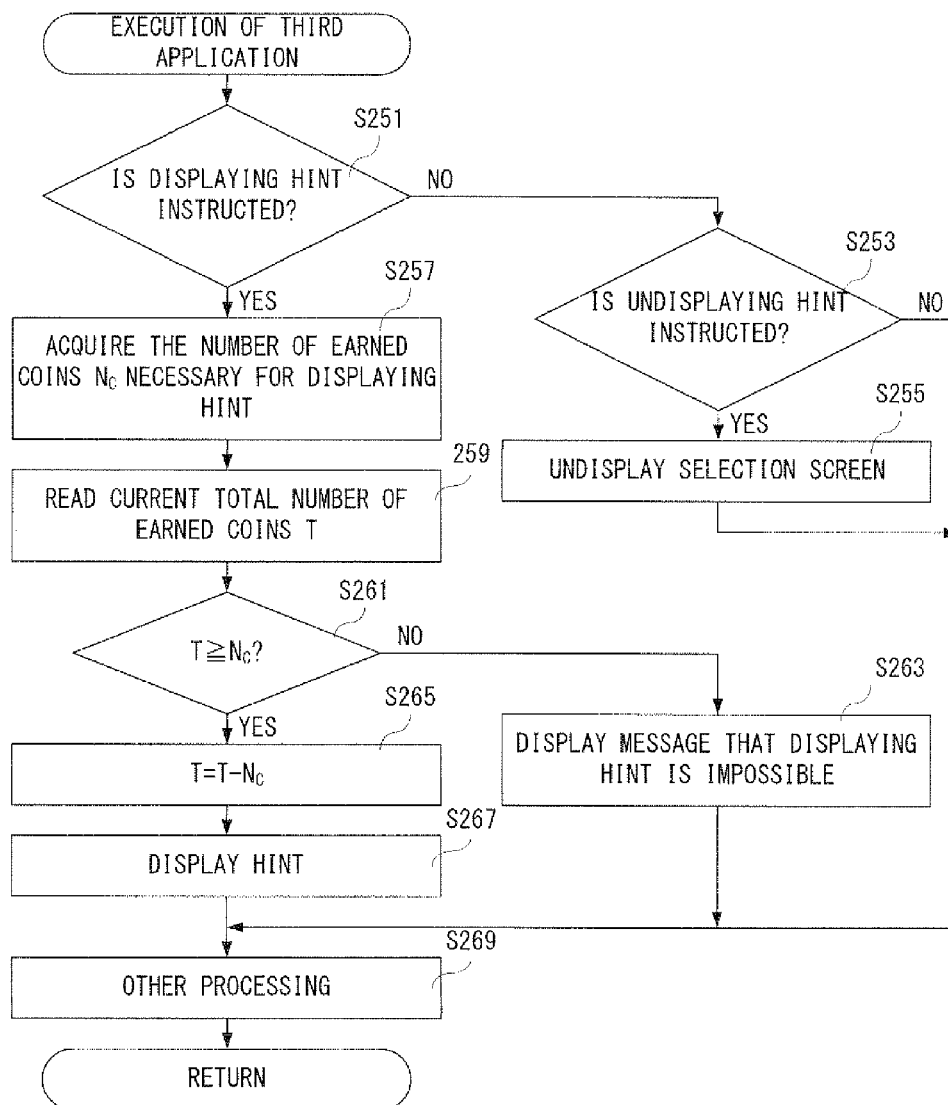 EXECUTION OF THIRD
APPLICATION
S251
IS DISPLAYING HINT
INSTRUCTED?
NO
S253
IS UNDISPLAYING HINT
INSTRUCTED?
NO
YES
S257
ACQUIRE THE NUMBER OF EARNED
COINS NC NECESSARY FOR DISPLAYING
HINT
YES
S255
UNDISPLAY SELECTION SCREEN
259
READ CURRENT TOTAL NUMBER OF
EARNED COINS T
S261
T≧NC?
NO
S263
DISPLAY MESSAGE THAT DISPLAYING
HINT IS IMPOSSIBLE
YES
S265
T=T-NC
S267
DISPLAY HINT
S269
OTHER PROCESSING
RETURN